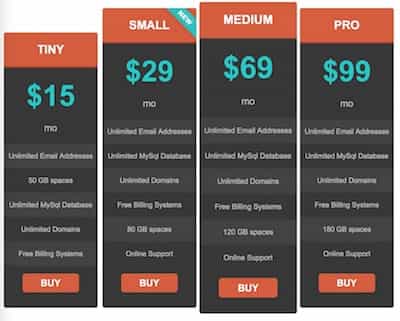 TINY
$15
mo
Unlimited Email Addresses
50 GB spaces
Unlimited MySql Database
Unlimited Domains
Free Billing Systems
BUY
SMALL
NEW
$29
mo
Unlimited Email Addresses
Unlimited MySql Database
Unlimited Domains
Free Billing Systems
80 GB spaces
Online Support
BUY
MEDIUM
$69
mo
Unlimited Email Addresses
Unlimited MySql Database
Unlimited Domains
Free Billing Systems
120 GB spaces
Online Support
BUY
PRO
$99
mo
Unlimited Email Addresses
Unlimited MySql Database
Unlimited Domains
Free Billing Systems
180 GB spaces
Online Support
BUY